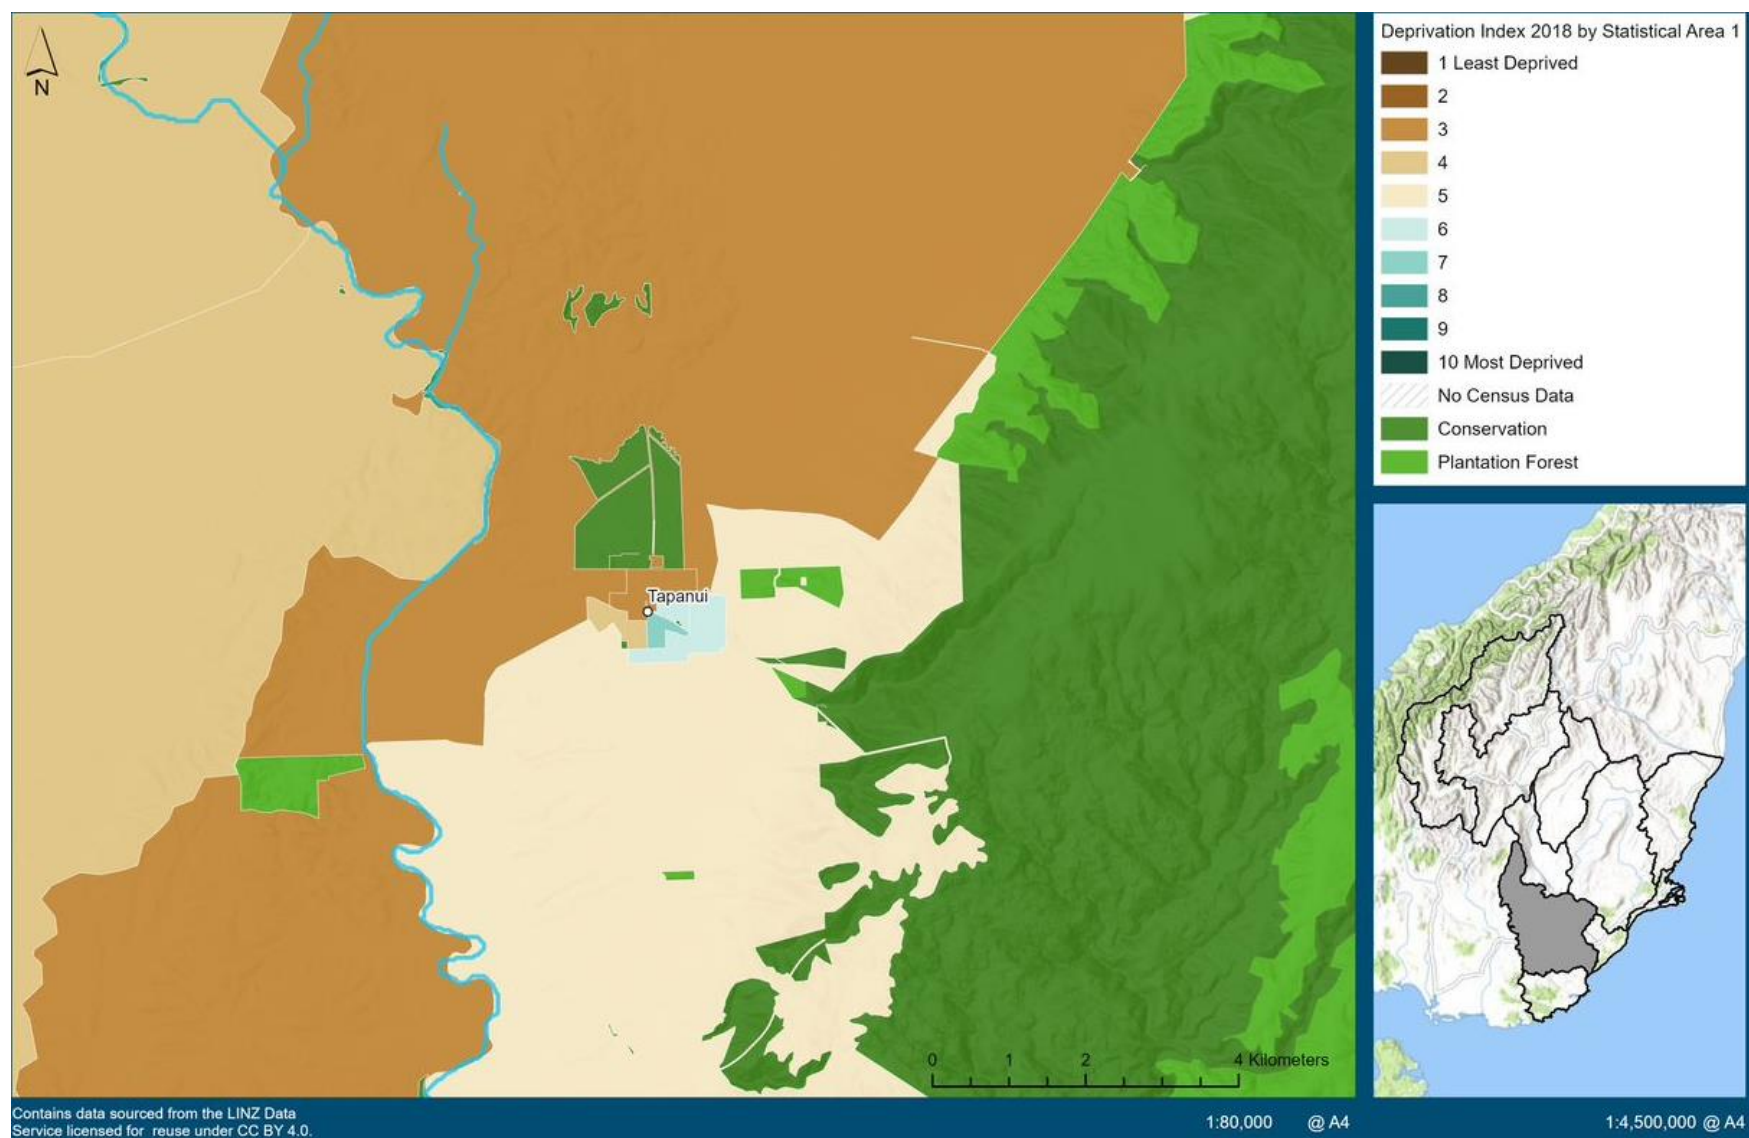 N
Tapanui
0 1 2 4 Kilometers
Contains data sourced from the LINZ Data
Service licensed for reuse under CC BY 4.0.
1:80,000 @ A4
Deprivation Index 2018 by Statistical Area 1
1 Least Deprived
2
3
4
5
6
7
8
9
10 Most Deprived
No Census Data
Conservation
Plantation Forest
1:4,500,000 @ A4